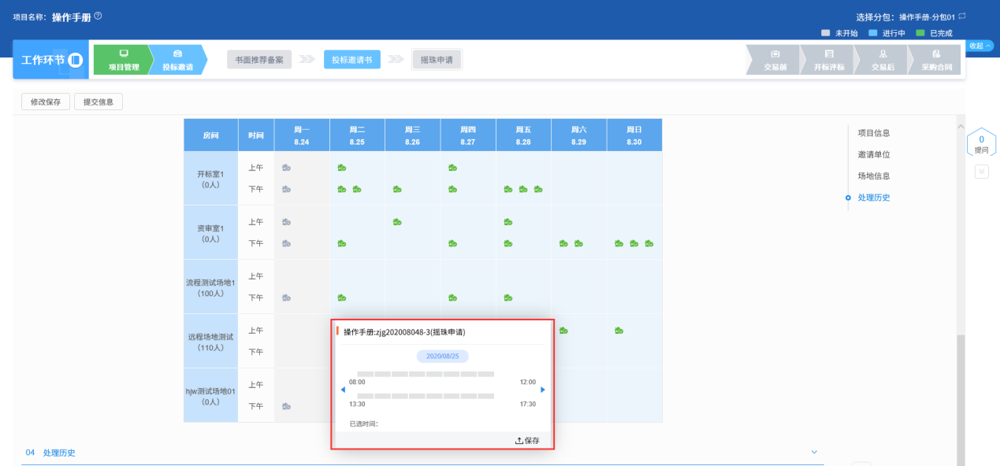 项目名称：操作手册
选择分包：操作手册-分包01
未开始 进行中 已完成
收起
工作环节
项目管理
投标邀请
书面推荐备案
投标邀请书
摇珠申请
交易前
开标评标
交易后
采购合同
修改保存 提交信息
房间 时间 周一 周二 周三 周四 周五 周六 周日
8.24 8.25 8.26 8.27 8.28 8.29 8.30
开标室1
（0人）
上午
下午
资审室1
（0人）
上午
下午
流程测试场地1
（100人）
上午
下午
远程场地测试
（110人）
上午
下午
hjw测试场地01
（0人）
上午
下午
操作手册:zjg202008048-3(摇珠申请)
2020/08/25
08:00 12:00
13:30 17:30
已选时间：
保存
项目信息
邀请单位
场地信息
处理历史
0
提问
04 处理历史